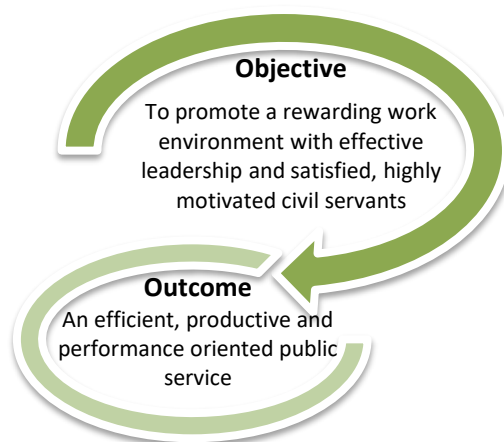 Objective
To promote a rewarding work
environment with effective
leadership and satisfied, highly
motivated civil servants
Outcome
An efficient, productive and
performance oriented public
service